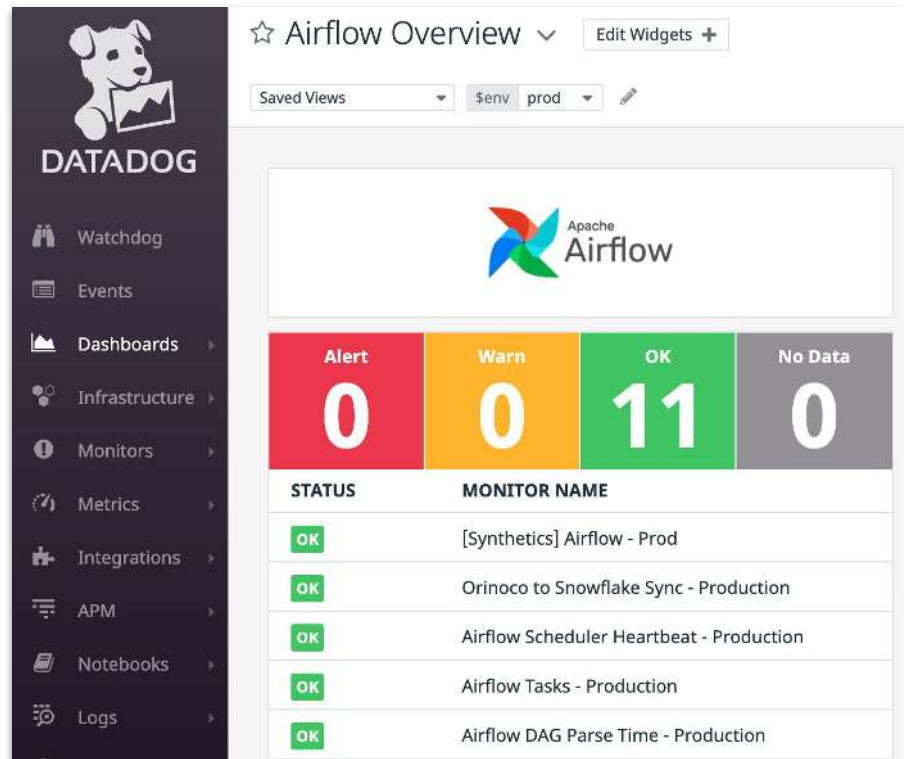 DATADOG
Watchdog
Events
Dashboards
Infrastructure
Monitors
Metrics
Integrations
APM
Notebooks
Logs
Airflow Overview
Edit Widgets +
Saved Views
$env prod
Apache
Airflow
Alert Warn OK No Data
0 0 11 0
STATUS MONITOR NAME
OK [Synthetics] Airflow - Prod
OK Orinoco to Snowflake Sync - Production
OK Airflow Scheduler Heartbeat - Production
OK Airflow Tasks - Production
OK Airflow DAG Parse Time - Production